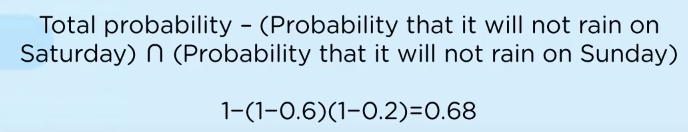 Total probability – (Probability that it will not rain on
Saturday) ∩ (Probability that it will not rain on Sunday)
1−(1−0.6)(1−0.2)=0.68